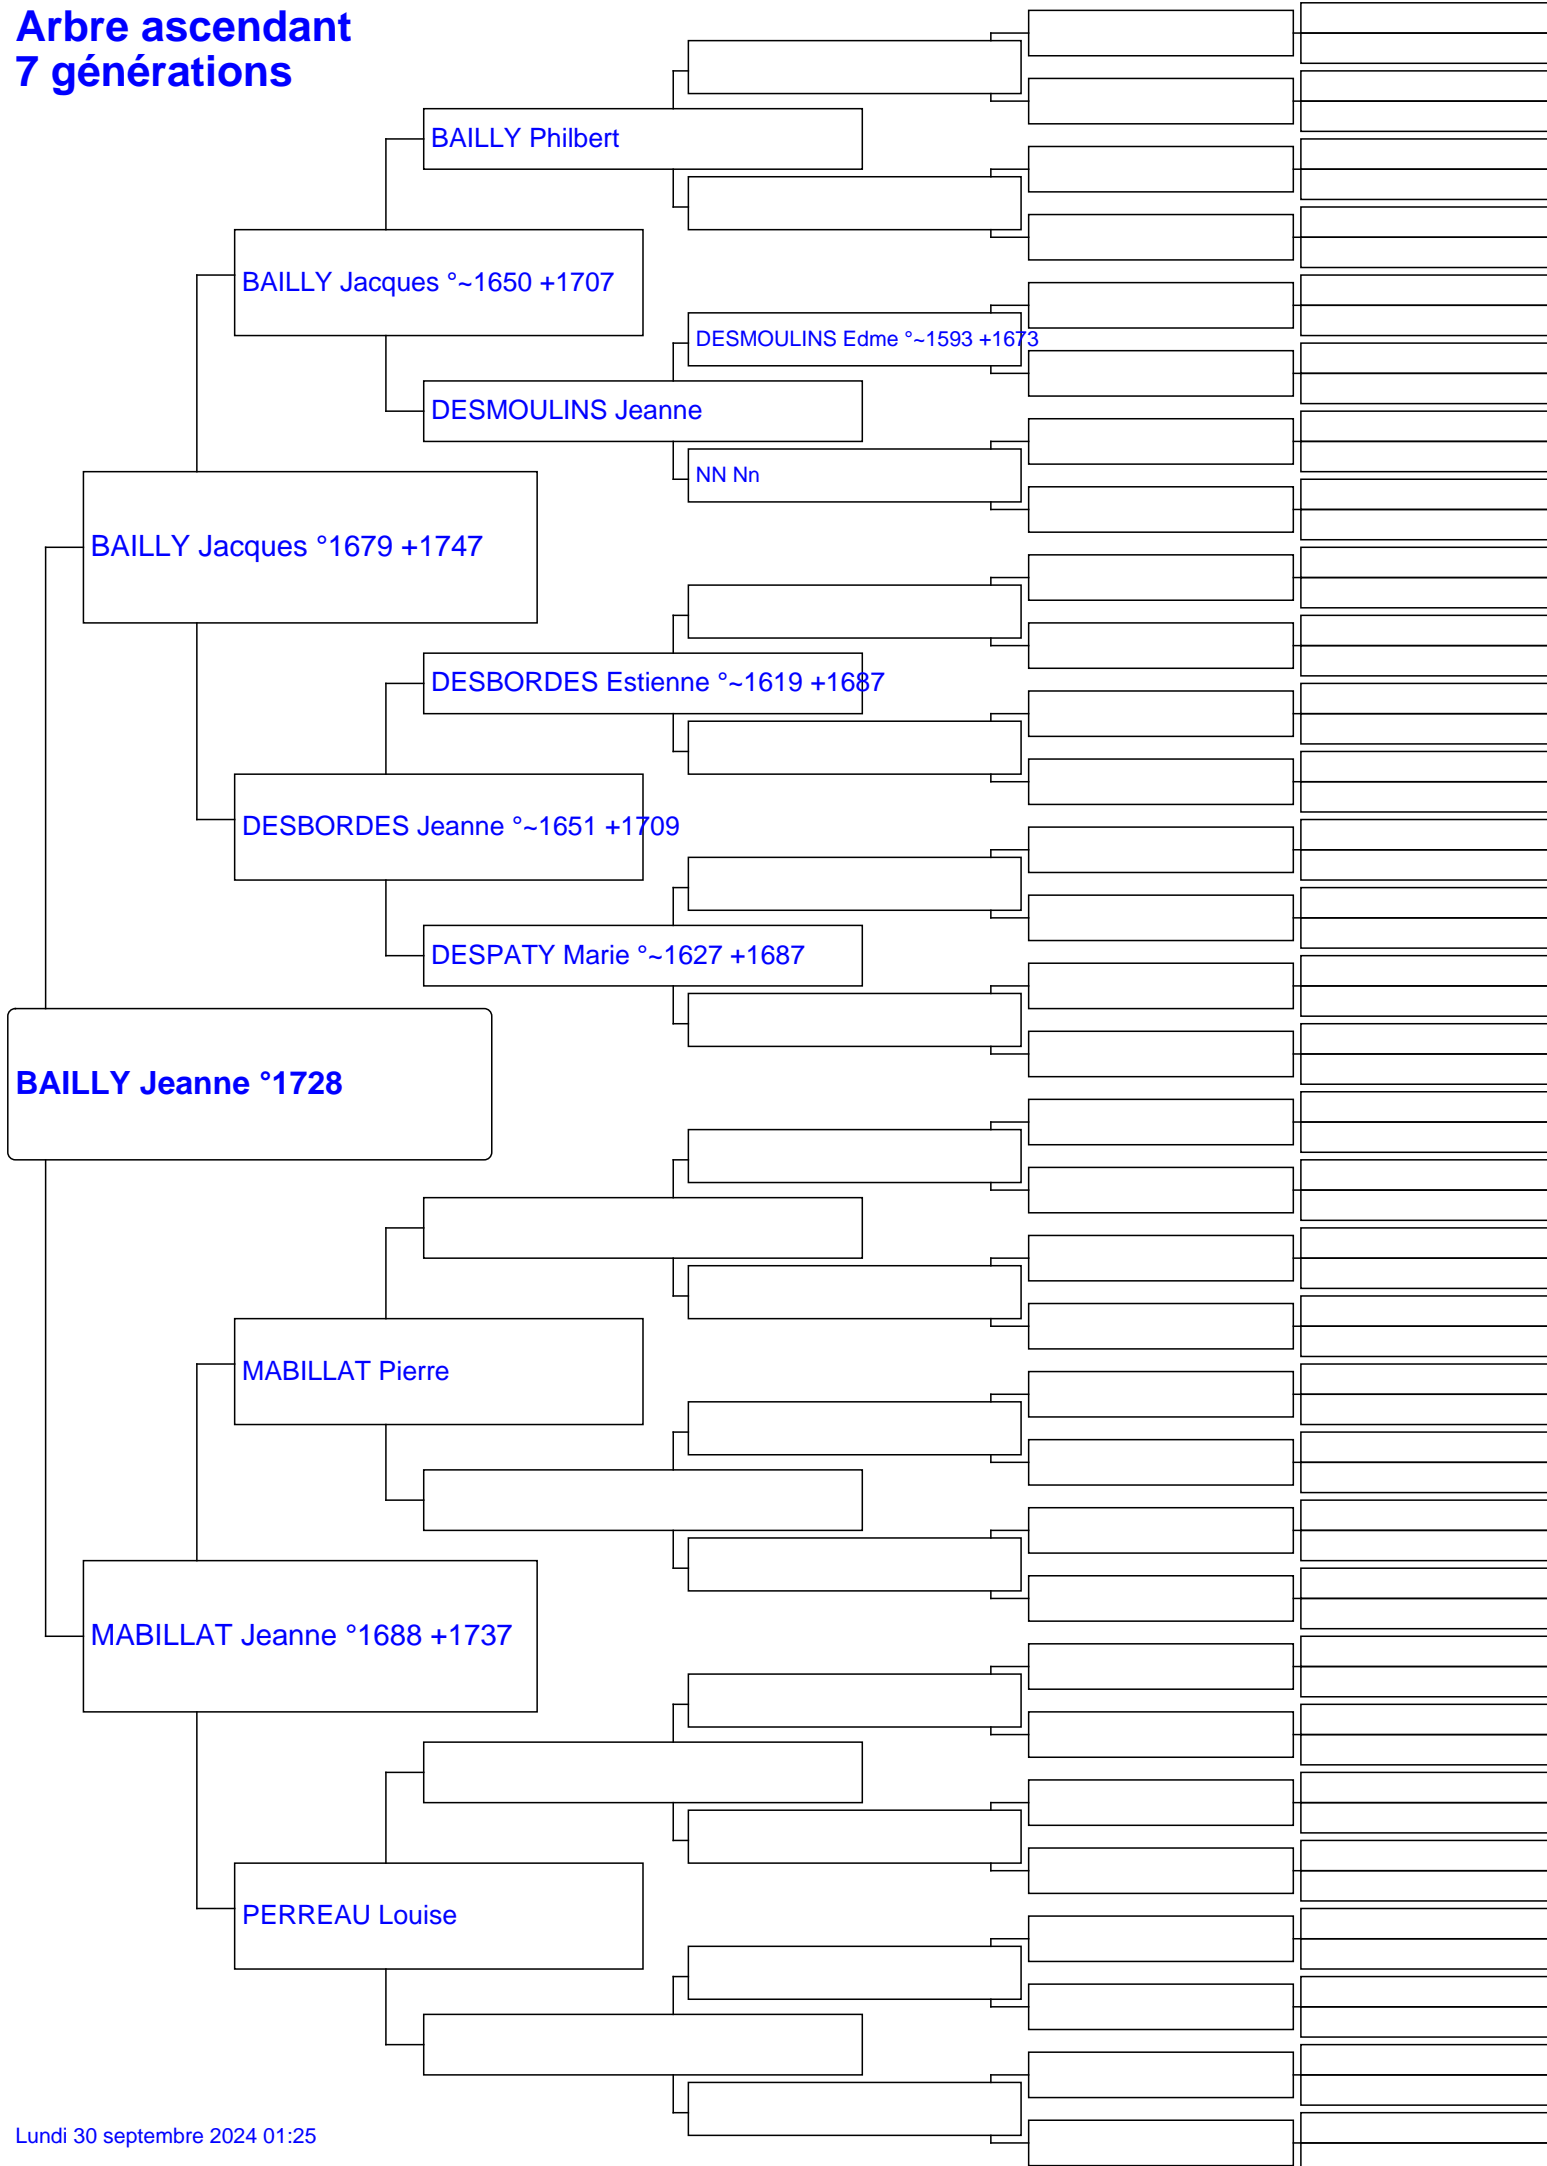 Arbre ascendant
7 générations
BAILLY Philbert
BAILLY Jacques °~1650 +1707
DESMOULINS Edme °~1593 +1673
DESMOULINS Jeanne
NN Nn
BAILLY Jacques °1679 +1747
DESBORDES Estienne °~1619 +1687
DESBORDES Jeanne °~1651 +1709
DESPATY Marie °~1627 +1687
BAILLY Jeanne °1728
MABILLAT Pierre
MABILLAT Jeanne °1688 +1737
PERREAU Louise
Lundi 30 septembre 2024 01:25